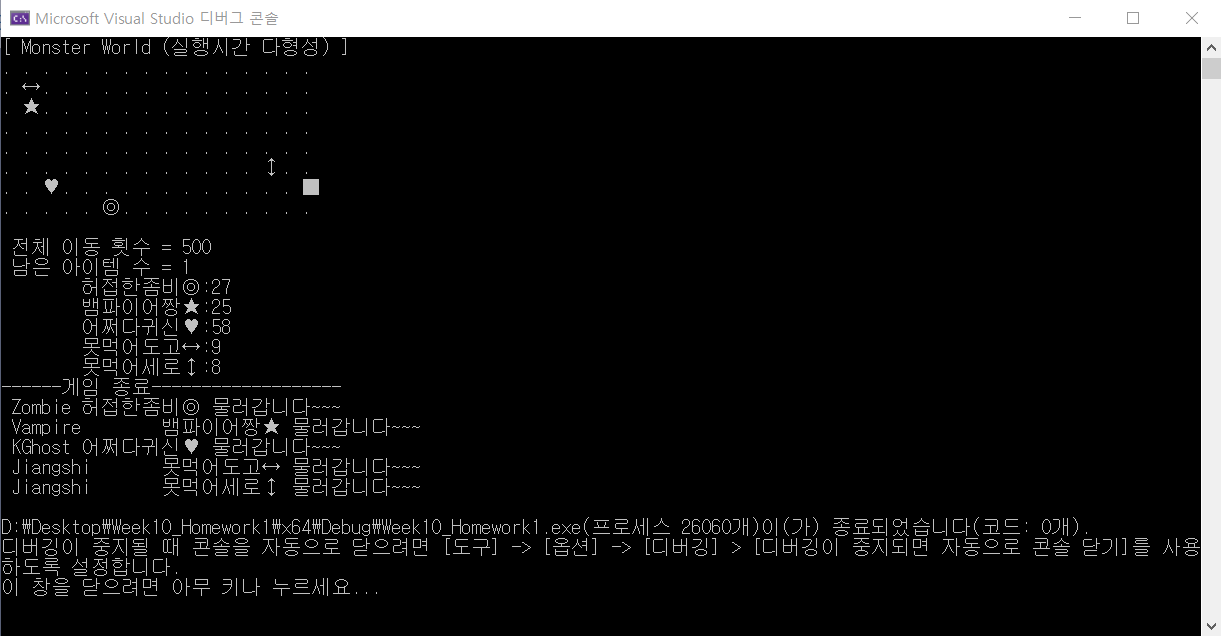 Microsoft Visual Studio 디버그 콘솔
[ Monster World (실행시간 다형성) ]
. . . . . . . . . . . . . . . .
. ↔. . . . . . . . . . . . . .
. ★. . . . . . . . . . . . . .
. . . . . . . . . . . . . . . .
. . . . . . . . . . . . . . . .
. . . . . . . . . . . . . ↕. .
. . ♥. . . . . . . . . . . . ■
. . . . . ◎. . . . . . . . . .
전체 이동 횟수 = 500
남은 아이템 수 = 1
허접한좀비◎:27
뱀파이어짱★:25
어쩌다귀신♥:58
못먹어도고↔:9
못먹어세로↕:8
------게임 종료-------------------
Zombie 허접한좀비◎ 물러갑니다~~~
Vampire 뱀파이어짱★ 물러갑니다~~~
KGhost 어쩌다귀신♥ 물러갑니다~~~
Jiangshi 못먹어도고↔ 물러갑니다~~~
Jiangshi 못먹어세로↕ 물러갑니다~~~
D:₩Desktop₩Week10_Homework1₩x64₩Debug₩Week10_Homework1.exe(프로세스 26060개)이(가) 종료되었습니다(코드: 0개).
디버깅이 중지될 때 콘솔을 자동으로 닫으려면 [도구] -> [옵션] -> [디버깅] > [디버깅이 중지되면 자동으로 콘솔 닫기]를 사용
하도록 설정합니다.
이 창을 닫으려면 아무 키나 누르세요...